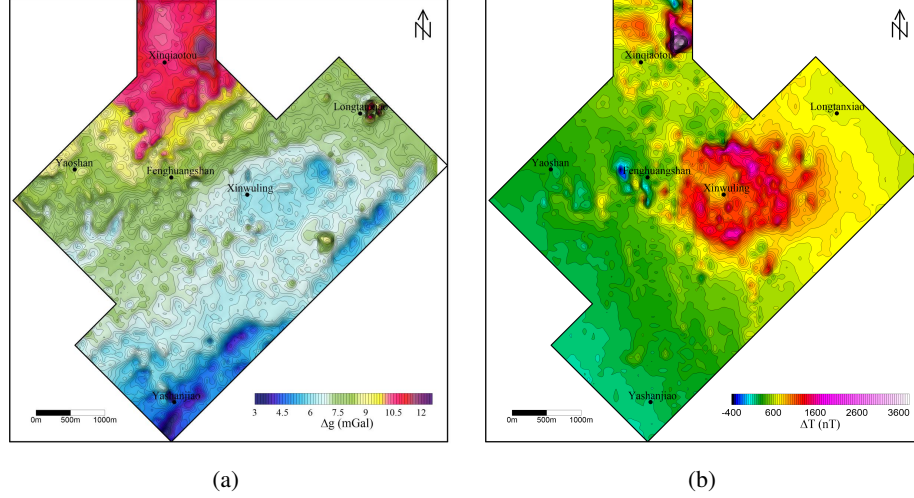 N
Xinqiaotou
Yaoshan
Fenghuangshan
Xinwuling
Yashanjiao
0m 500m 1000m
3 4.5 6 7.5 9 10.5 12
Δg (mGal)
(a)
N
Xinqiaotou
Longtanxiao
Yaoshan
Fenghuangshan
Xinwuling
Yashanjiao
0m 500m 1000m
-400 600 1600 2600 3600
ΔT (nT)
(b)